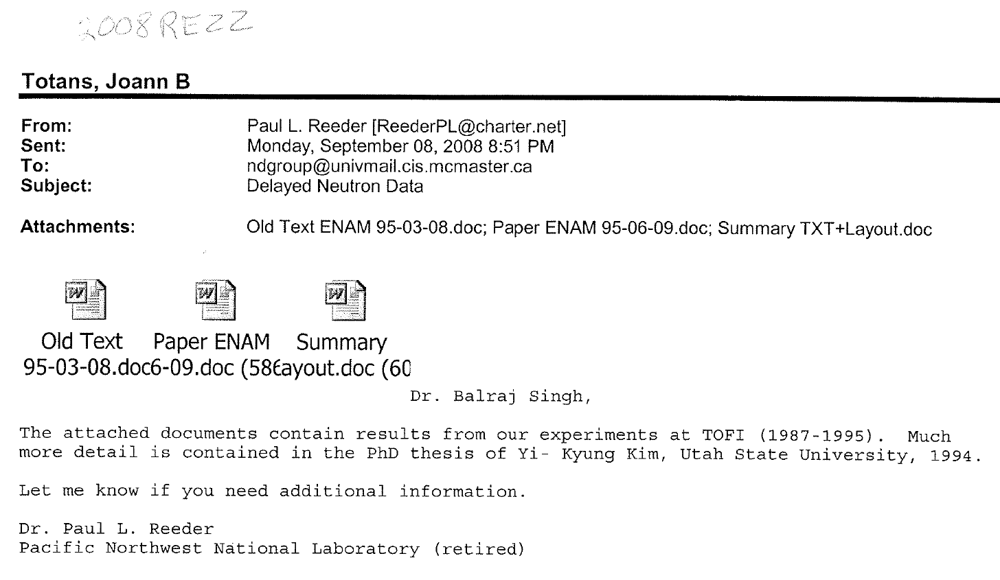 2008REZZ
Totans, Joann B
From: Paul L. Reeder [ReederPL@charter.net]
Sent: Monday, September 08, 2008 8:51 PM
To: ndgroup@univmail.cis.mcmaster.ca
Subject: Delayed Neutron Data
Attachments: Old Text ENAM 95-03-08.doc; Paper ENAM 95-06-09.doc; Summary TXT+Layout.doc
Old Text Paper ENAM Summary
95-03-08.doc6-09.doc (586ayout.doc (60
Dr. Balraj Singh,
The attached documents contain results from our experiments at TOFI (1987-1995). Much
more detail is contained in the PhD thesis of Yi- Kyung Kim, Utah State University, 1994.
Let me know if you need additional information.
Dr. Paul L. Reeder
Pacific Northwest National Laboratory (retired)